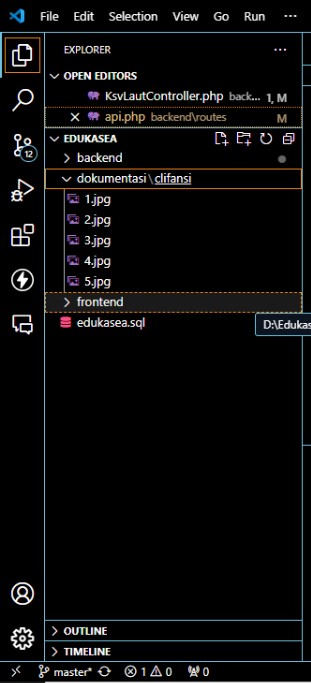 File Edit Selection View Go Run
EXPLORER
OPEN EDITORS
KsvLautController.php back... 1, M
api.php backend\routes M
EDUKASEA
backend
dokumentasi\clifansi
1.jpg
2.jpg
3.jpg
4.jpg
5.jpg
frontend
D:\Edukas
edukasea.sql
12
OUTLINE
TIMELINE
master* 1 0 0